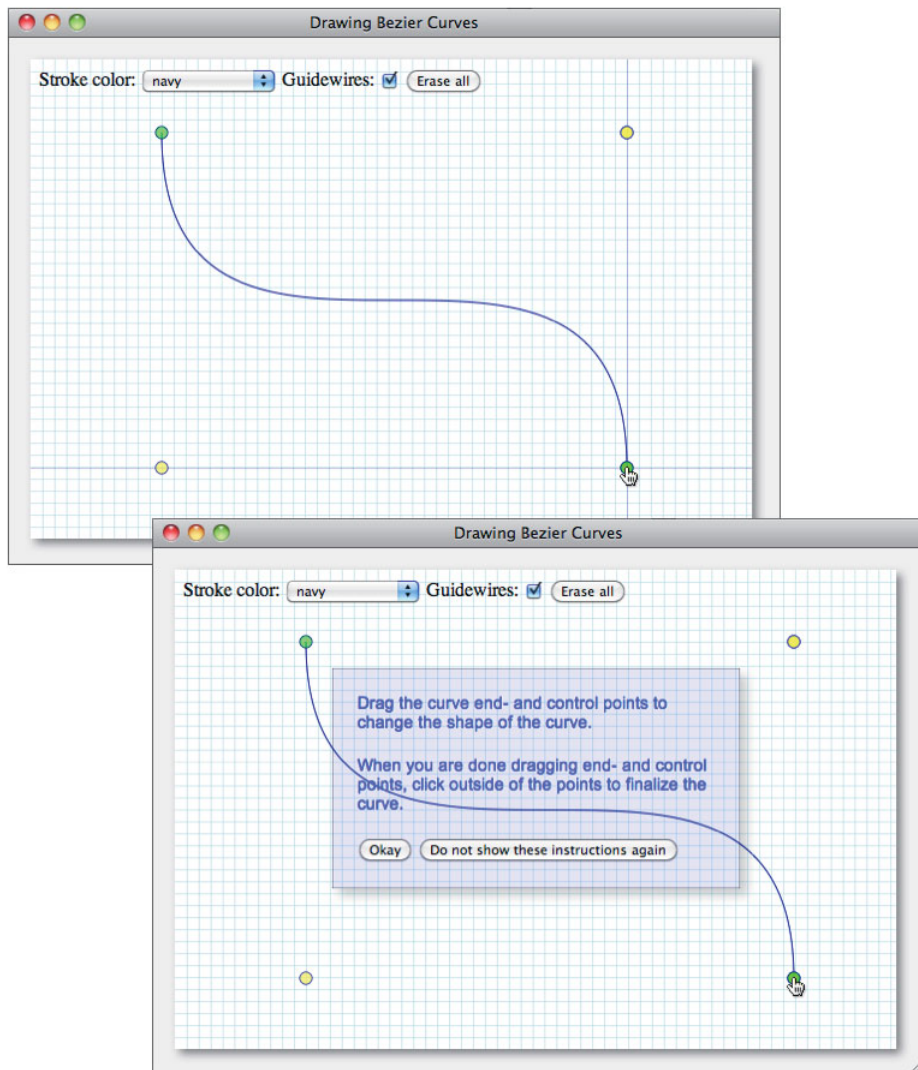 Drawing Bezier Curves
Stroke color: navy Guidewires: Erase all
Drawing Bezier Curves
Stroke color: navy Guidewires: Erase all
Drag the curve end- and control points to
change the shape of the curve.
When you are done dragging end- and control
points, click outside of the points to finalize the
curve.
Okay Do not show these instructions again